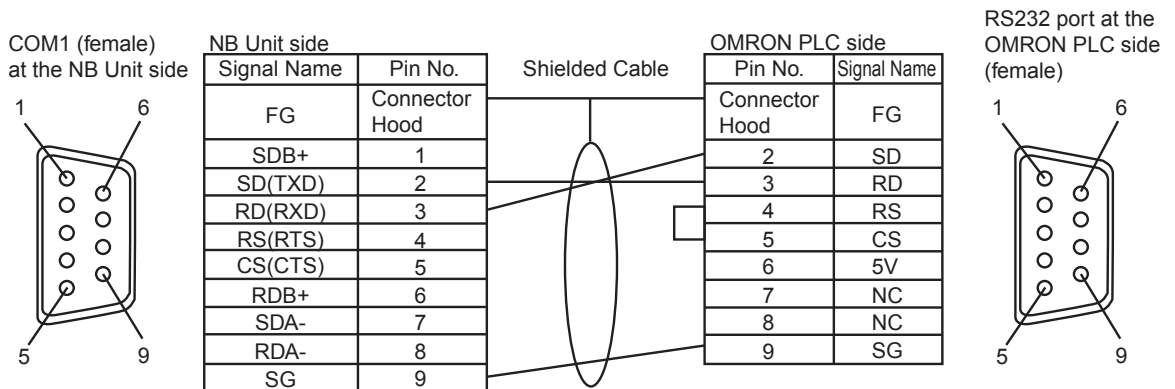 COM1 (female)
at the NB Unit side
1 6
5 9
NB Unit side
Signal Name Pin No.
FG Connector Hood
SDB+ 1
SD(TXD) 2
RD(RXD) 3
RS(RTS) 4
CS(CTS) 5
RDB+ 6
SDA- 7
RDA- 8
SG 9
Shielded Cable
OMRON PLC side
Pin No. Signal Name
Connector Hood FG
2 SD
3 RD
4 RS
5 CS
6 5V
7 NC
8 NC
9 SG
RS232 port at the
OMRON PLC side
(female)
1 6
5 9